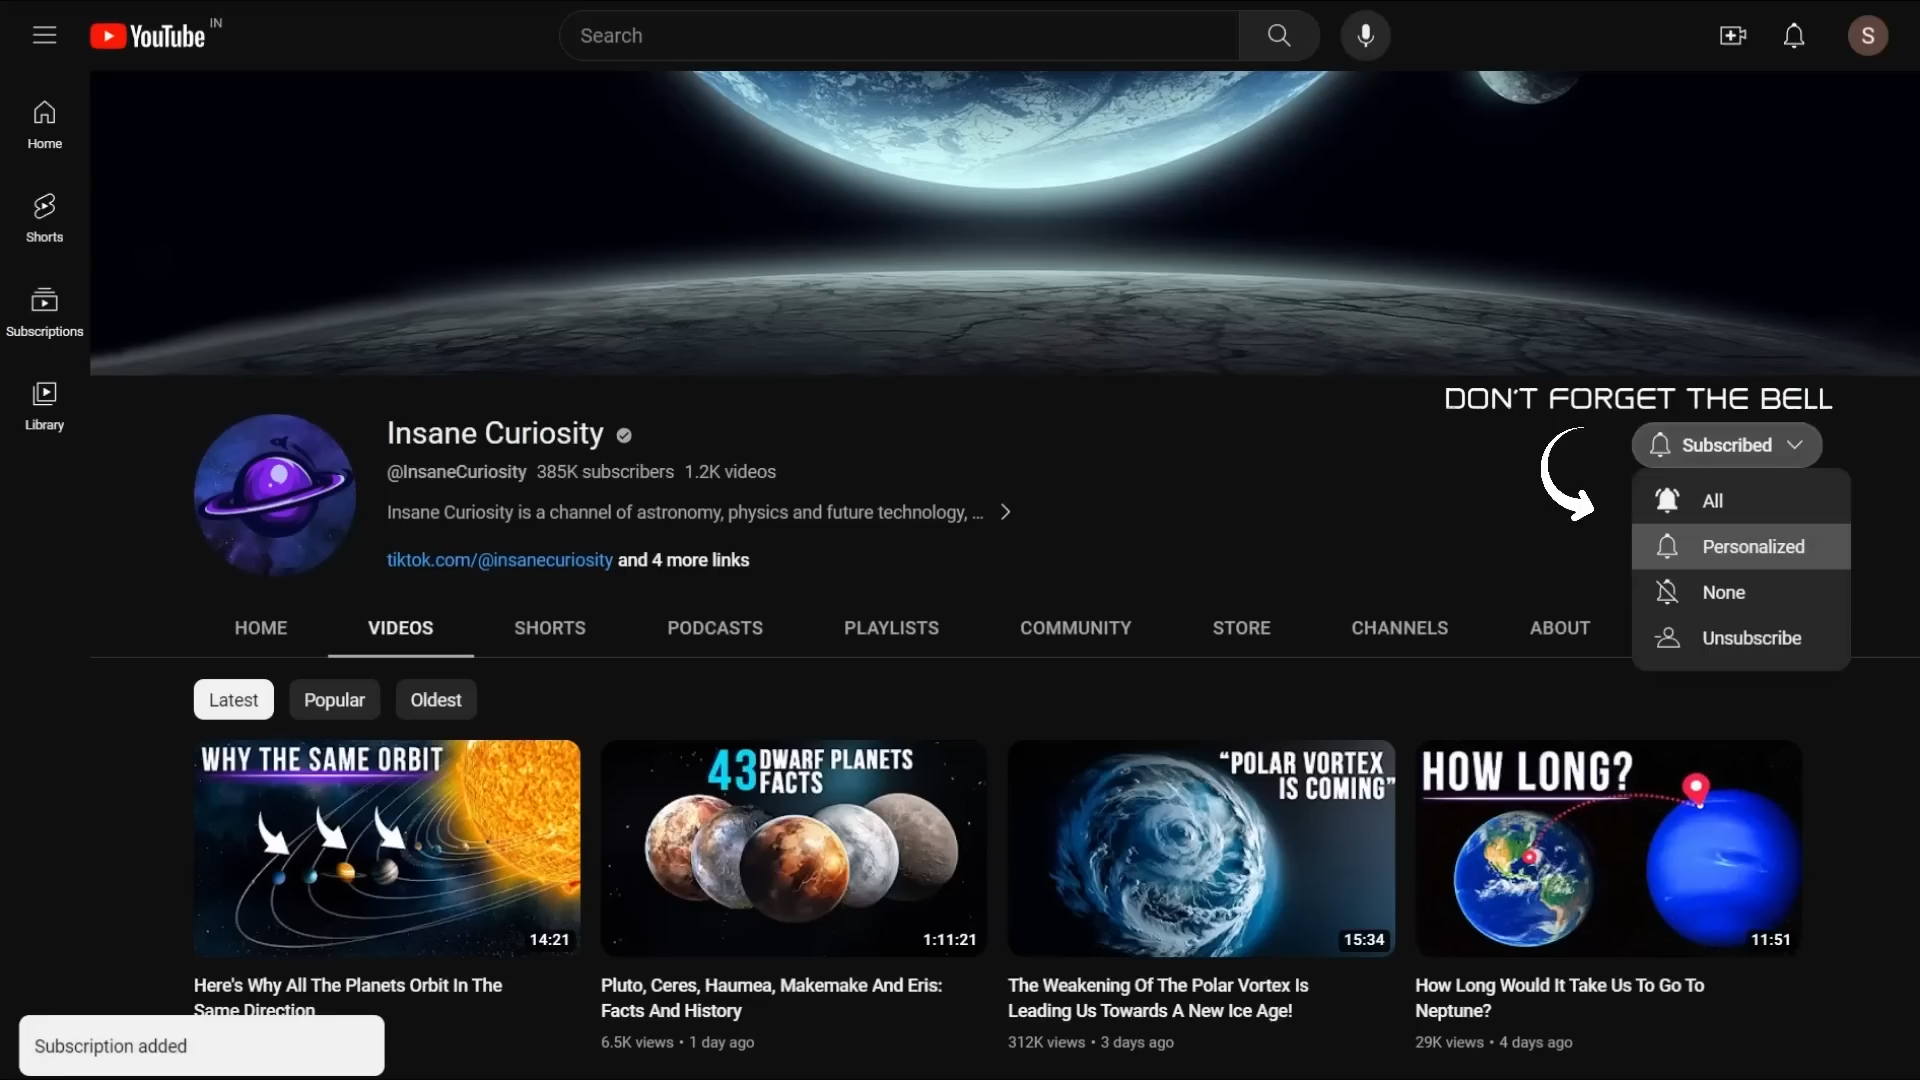 YouTube IN
Search
S
Home
Shorts
Subscriptions
Library
DON'T FORGET THE BELL
Insane Curiosity
@InsaneCuriosity 385K subscribers 1.2K videos
Insane Curiosity is a channel of astronomy, physics and future technology, ...
tiktok.com/@insanecuriosity and 4 more links
Subscribed
All
Personalized
None
Unsubscribe
HOME VIDEOS SHORTS PODCASTS PLAYLISTS COMMUNITY STORE CHANNELS ABOUT
Latest Popular Oldest
WHY THE SAME ORBIT
14:21
Here's Why All The Planets Orbit In The
Same Direction
43 DWARF PLANETS
FACTS
1:11:21
Pluto, Ceres, Haumea, Makemake And Eris:
Facts And History
6.5K views • 1 day ago
“POLAR VORTEX
IS COMING”
15:34
The Weakening Of The Polar Vortex Is
Leading Us Towards A New Ice Age!
312K views • 3 days ago
HOW LONG?
11:51
How Long Would It Take Us To Go To
Neptune?
29K views • 4 days ago
Subscription added